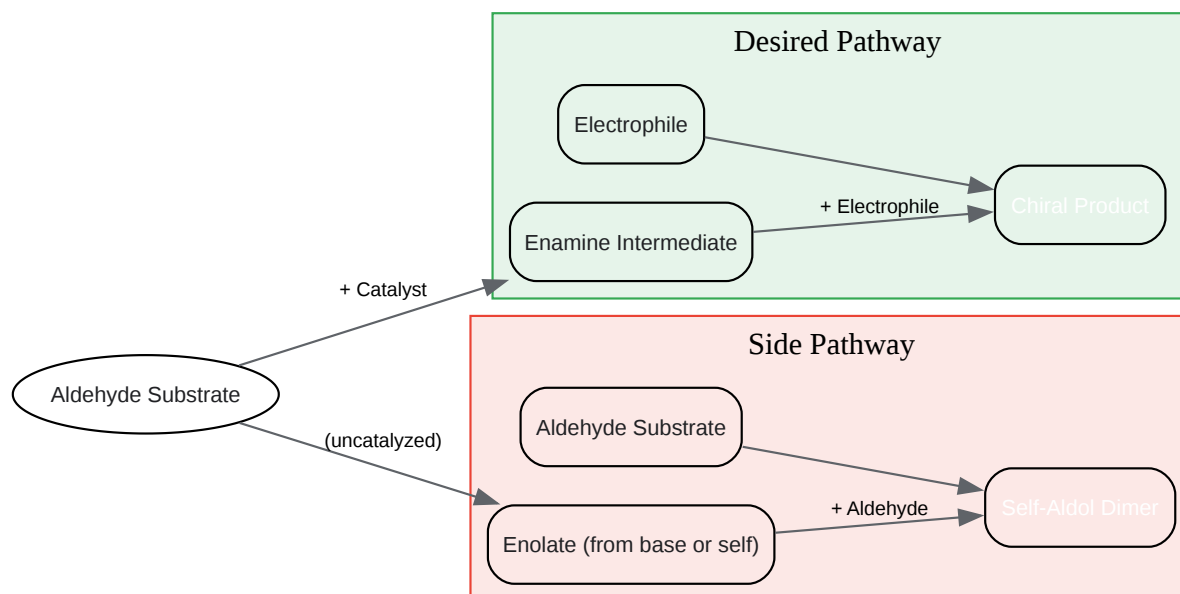 Desired Pathway
Electrophile
Chiral Product
+ Electrophile
Enamine Intermediate
+ Catalyst
Side Pathway
Aldehyde Substrate
Aldehyde Substrate
(uncatalyzed)
Self-Aldol Dimer
+ Aldehyde
Enolate (from base or self)